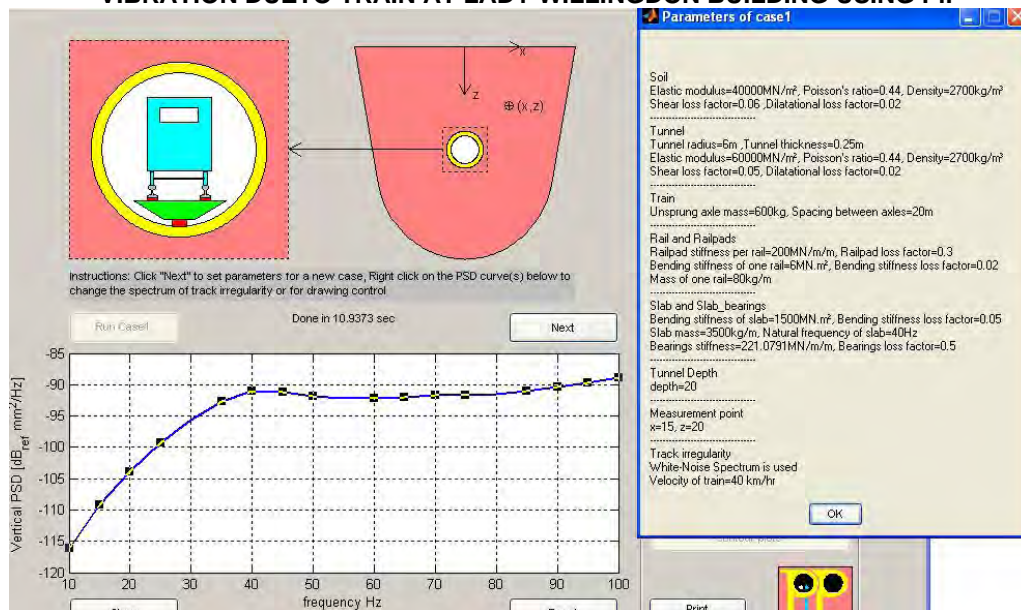 VIBRATION DUE TO TRAIN AT LADY WILLINGDON BUILDING USING PIP
Parameters of case1
x
z
(x,z)
Instructions: Click "Next" to set parameters for a new case, Right click on the PSD curve(s) below to
change the spectrum of track irregularity or for drawing control
Run Case1
Done in 10.9373 sec
Next
Vertical PSD [dB_ref mm²/Hz]
-85
-90
-95
-100
-105
-110
-115
-120
10 20 30 40 50 60 70 80 90 100
frequency Hz
Soil
Elastic modulus=40000MN/m², Poisson's ratio=0.44, Density=2700kg/m³
Shear loss factor=0.06 ,Dilatational loss factor=0.02
Tunnel
Tunnel radius=6m ,Tunnel thickness=0.25m
Elastic modulus=60000MN/m², Poisson's ratio=0.44, Density=2700kg/m³
Shear loss factor=0.05, Dilatational loss factor=0.02
Train
Unsprung axle mass=600kg, Spacing between axles=20m
Rail and Railpads
Railpad stiffness per rail=200MN/m/m, Railpad loss factor=0.3
Bending stiffness of one rail=6MN.m², Bending stiffness loss factor=0.02
Mass of one rail=80kg/m
Slab and Slab_bearings
Bending stiffness of slab=1500MN.m², Bending stiffness loss factor=0.05
Slab mass=3500kg/m, Natural frequency of slab=40Hz
Bearings stiffness=221.0791MN/m/m, Bearings loss factor=0.5
Tunnel Depth
depth=20
Measurement point
x=15, z=20
Track irregularity
White-Noise Spectrum is used
Velocity of train=40 km/hr
OK
Print